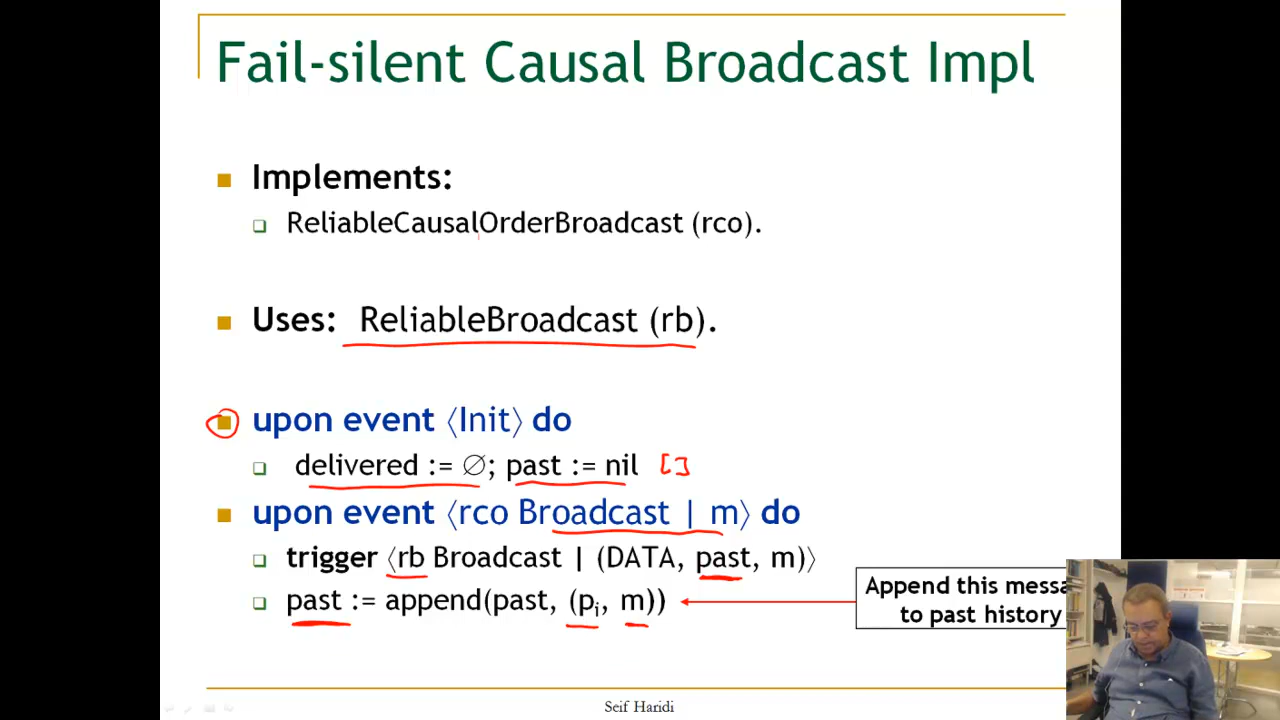 Fail-silent Causal Broadcast Impl
Implements:
ReliableCausalOrderBroadcast (rco).
Uses: ReliableBroadcast (rb).
upon event ⟨Init⟩ do
delivered := ∅; past := nil []
upon event ⟨rco Broadcast | m⟩ do
trigger ⟨rb Broadcast | (DATA, past, m)⟩
past := append(past, (pᵢ, m))
Append this messa
to past history
Seif Haridi